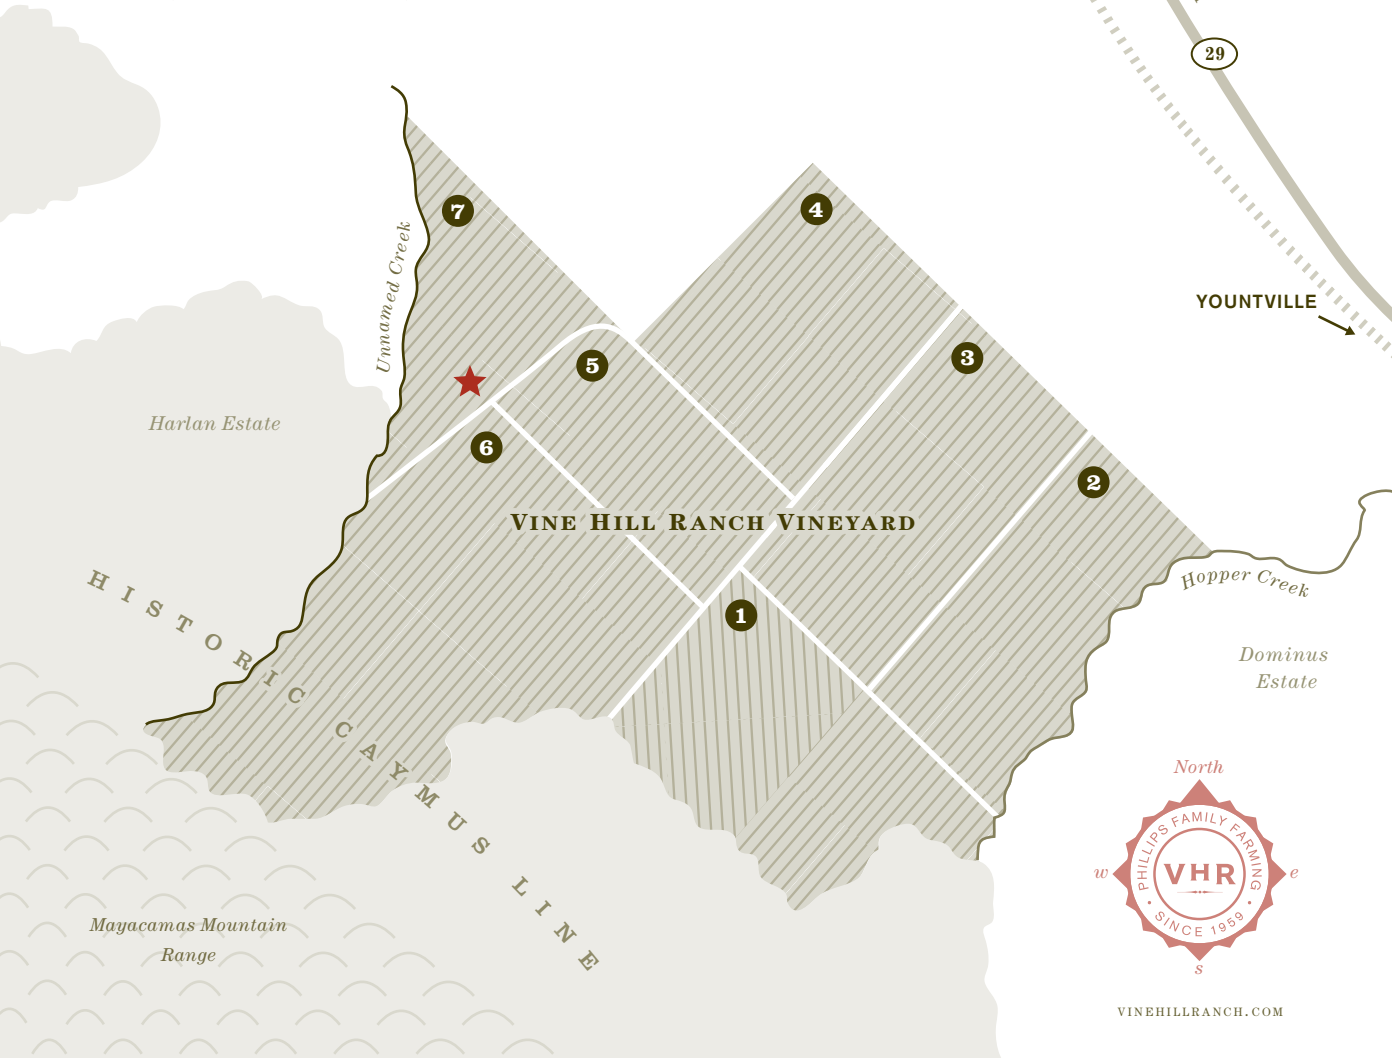 29
YOUNTVILLE
7
4
Unnamed Creek
3
5
Harlan Estate
6
2
VINE HILL RANCH VINEYARD
HISTORIC CAYMUS LINE
Hopper Creek
1
Dominus
Estate
North
PHILLIPS FAMILY FARMING
VHR
• SINCE 1959 •
w
e
s
Mayacamas Mountain
Range
VINEHILLRANCH.COM